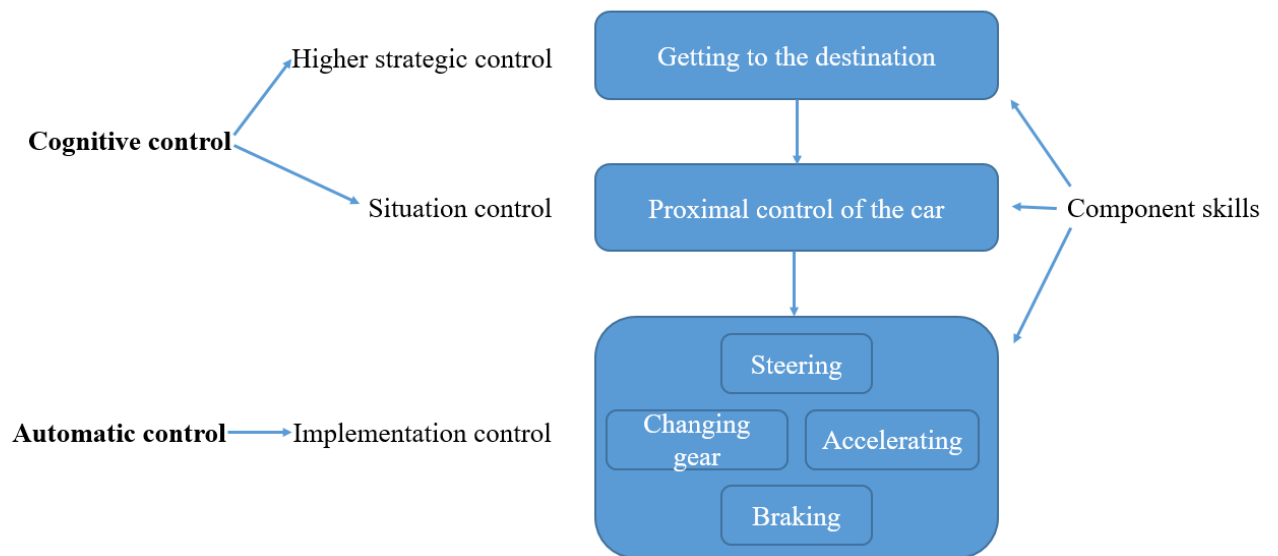 Higher strategic control
Getting to the destination
Cognitive control
Situation control
Proximal control of the car
Component skills
Steering
Automatic control
Implementation control
Changing
gear
Accelerating
Braking